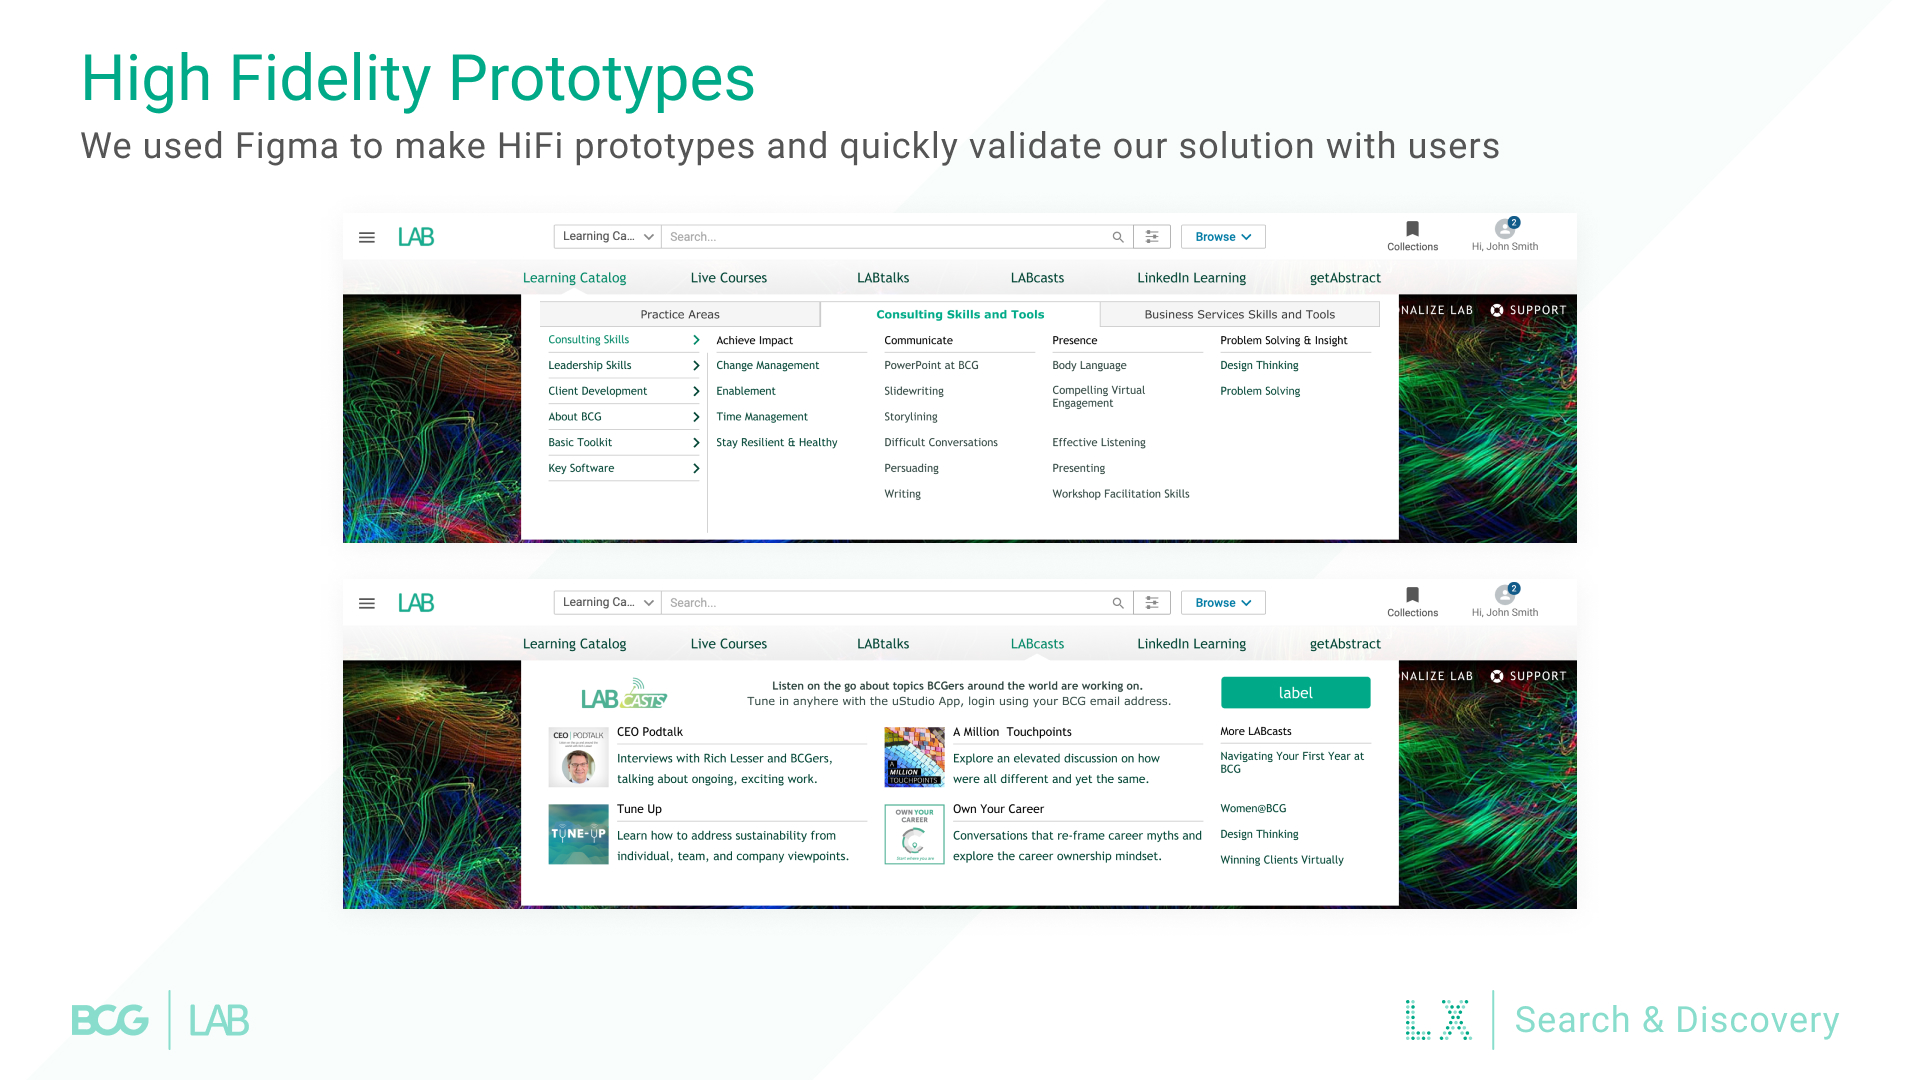 High Fidelity Prototypes
We used Figma to make HiFi prototypes and quickly validate our solution with users
LAB
Learning Ca...
Search...
Browse
Collections
2
Hi, John Smith
Learning Catalog
Live Courses
LABtalks
LABcasts
LinkedIn Learning
getAbstract
NALIZE LAB
SUPPORT
Practice Areas
Consulting Skills and Tools
Business Services Skills and Tools
Consulting Skills
Leadership Skills
Client Development
About BCG
Basic Toolkit
Key Software
Achieve Impact
Change Management
Enablement
Time Management
Stay Resilient & Healthy
Communicate
PowerPoint at BCG
Slidewriting
Storylining
Difficult Conversations
Persuading
Writing
Presence
Body Language
Compelling Virtual
Engagement
Effective Listening
Presenting
Workshop Facilitation Skills
Problem Solving & Insight
Design Thinking
Problem Solving
LAB
Learning Ca...
Search...
Browse
Collections
2
Hi, John Smith
Learning Catalog
Live Courses
LABtalks
LABcasts
LinkedIn Learning
getAbstract
NALIZE LAB
SUPPORT
LAB CASTS
Listen on the go about topics BCGers around the world are working on.
Tune in anywhere with the uStudio App, login using your BCG email address.
label
CEO | PODTALK
CEO Podtalk
Interviews with Rich Lesser and BCGers,
talking about ongoing, exciting work.
A
MILLION
TOUCHPOINTS
A Million Touchpoints
Explore an elevated discussion on how
were all different and yet the same.
TUNE-UP
Tune Up
Learn how to address sustainability from
individual, team, and company viewpoints.
OWN YOUR
CAREER
Start where you are
Own Your Career
Conversations that re-frame career myths and
explore the career ownership mindset.
More LABcasts
Navigating Your First Year at
BCG
Women@BCG
Design Thinking
Winning Clients Virtually
BCG | LAB
LX | Search & Discovery